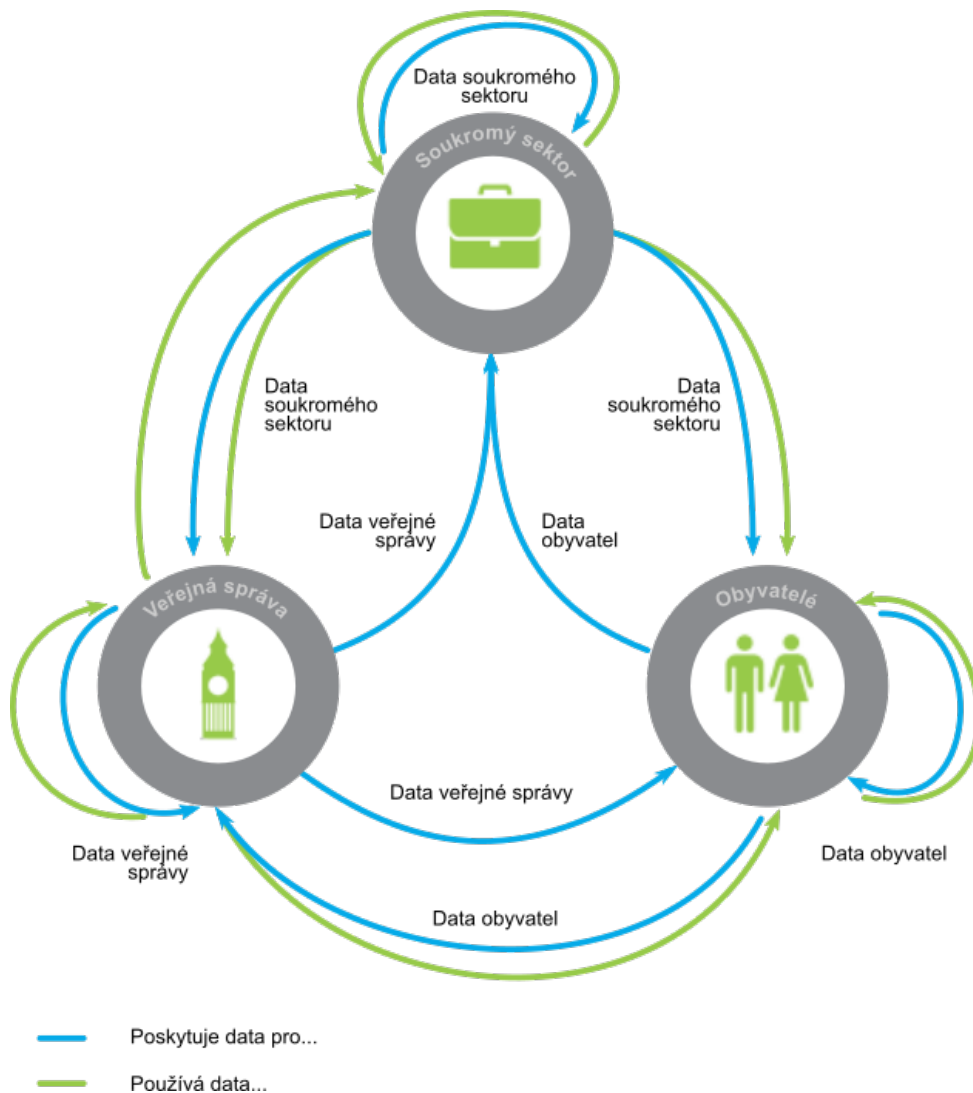 Data soukromého
sektoru
Soukromý sektor
Data
soukromého
sektoru
Data
soukromého
sektoru
Data veřejné
správy
Data
obyvatel
Veřejná správa
Obyvatelé
Data veřejné správy
Data veřejné
správy
Data obyvatel
Data obyvatel
Poskytuje data pro...
Používá data...